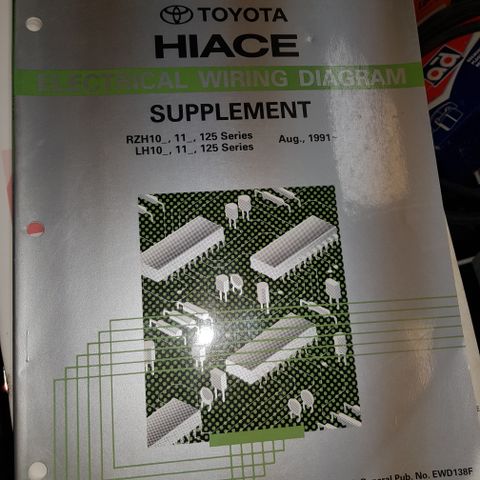 TOYOTA
HIACE
ELECTRICAL WIRING DIAGRAM
SUPPLEMENT
RZH10_, 11_, 125 Series Aug., 1991~
LH10_, 11_, 125 Series
Pub. No. EWD138F